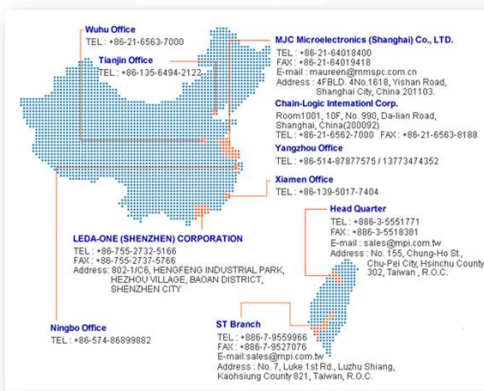 Wuhu Office
TEL : +86-21-6563-7000
Tianjin Office
TEL : +86-135-6494-2122
MJC Microelectronics (Shanghai) Co., LTD.
TEL : +86-21-64018400
FAX : +86-21-64019418
E-mail : maureen@mmspc.com.cn
Address : 4FBLD. 4No.1618, Yishan Road,
Shanghai City, China 201103.
Chain-Logic Internationl Corp.
Room1001, 10F, No. 990, Da-lian Road,
Shanghai, China(200092)
TEL : +86-21-6562-7000 FAX : +86-21-6563-8188
Yangzhou Office
TEL : +86-514-87877575 / 13773474352
Xiamen Office
TEL : +86-139-5017-7404
Head Quarter
TEL : +886-3-5551771
FAX : +886-3-5518381
E-mail : sales@mpi.com.tw
Address : No. 155, Chung-Ho St.,
Chu-Pei City, Hsinchu County
302, Taiwan , R.O.C.
LEDA-ONE (SHENZHEN) CORPORATION
TEL : +86-755-2732-5166
FAX : +86-755-2737-5766
Address: 802-1/C6, HENGFENG INDUSTRIAL PARK,
HEZHOU VILLAGE, BAOAN DISTRICT,
SHENZHEN CITY
Ningbo Office
TEL : +86-574-86899882
ST Branch
TEL : +886-7-9559966
FAX : +886-7-9527076
E-mail:sales@mpi.com.tw
Address : No. 7, Luke 1st Rd., Luzhu Shiang,
Kaohsiung County 821, Taiwan, R.O.C.